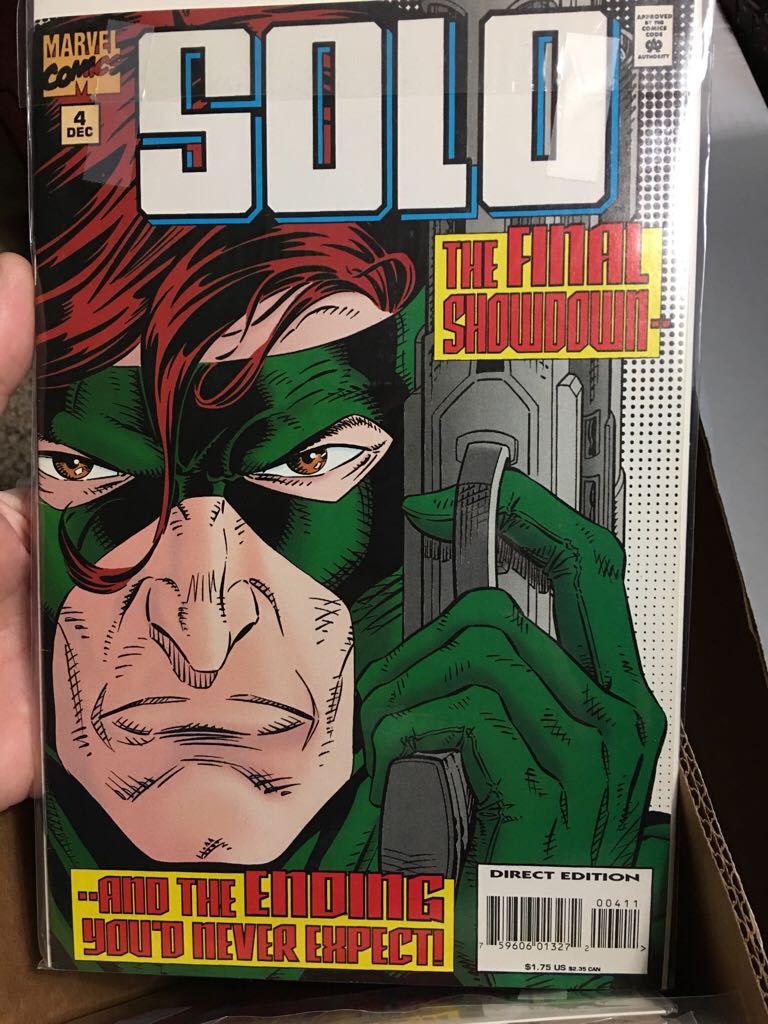 MARVEL
COMICS
M
4
DEC
SOLO
APPROVED
BY THE
COMICS
CODE
AUTHORITY
THE FINAL
SHOWDOWN--
--AND THE ENDING
YOU'D NEVER EXPECT!
DIRECT EDITION
00411
7 59606 01327 2
$1.75 US $2.35 CAN